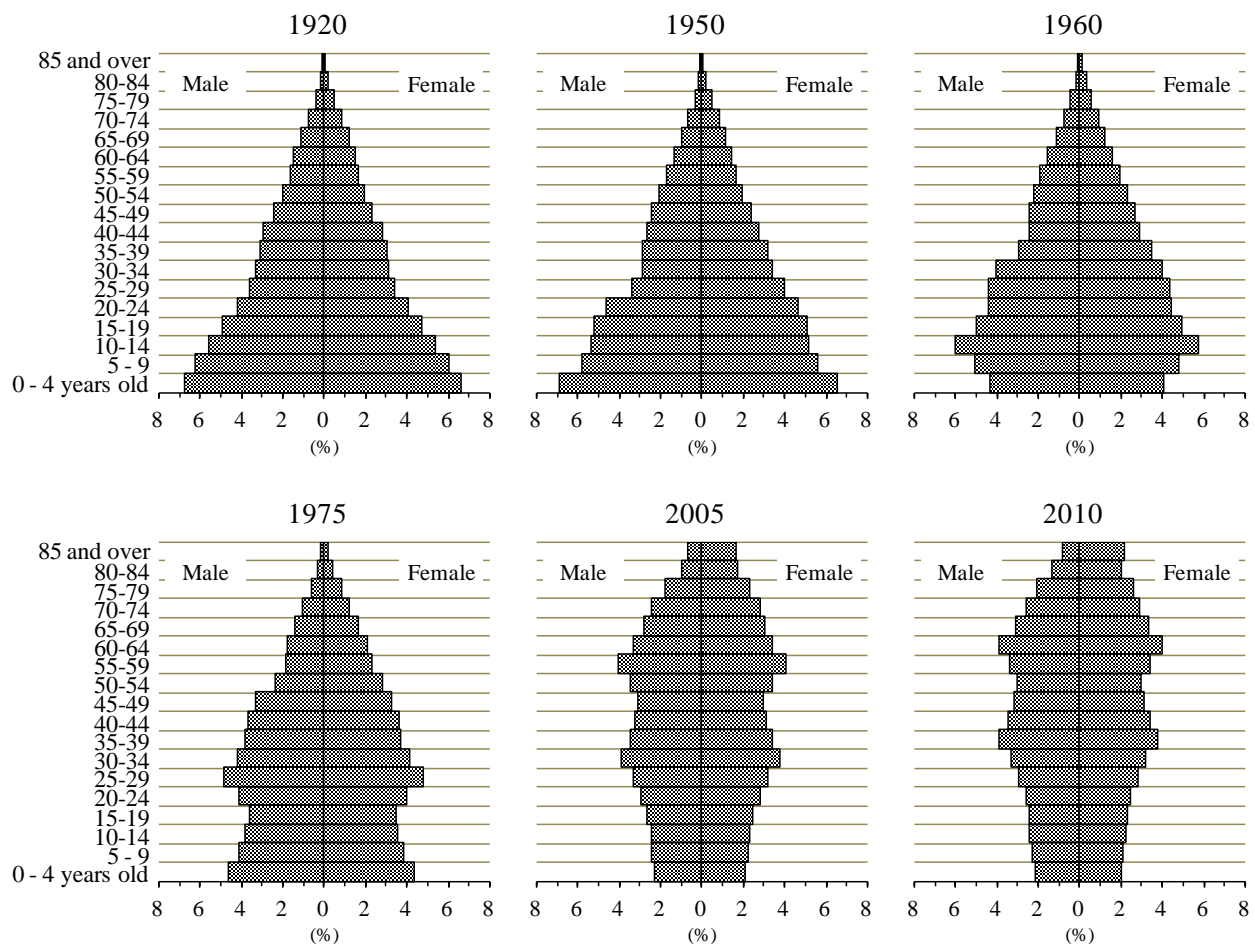 1920
1950
1960
85 and over
80-84
75-79
70-74
65-69
60-64
55-59
50-54
45-49
40-44
35-39
30-34
25-29
20-24
15-19
10-14
5 - 9
0 - 4 years old
Male Female
Male Female
Male Female
8 6 4 2 0 2 4 6 8
8 6 4 2 0 2 4 6 8
8 6 4 2 0 2 4 6 8
(%)
(%)
(%)
1975
2005
2010
85 and over
80-84
75-79
70-74
65-69
60-64
55-59
50-54
45-49
40-44
35-39
30-34
25-29
20-24
15-19
10-14
5 - 9
0 - 4 years old
Male Female
Male Female
Male Female
8 6 4 2 0 2 4 6 8
8 6 4 2 0 2 4 6 8
8 6 4 2 0 2 4 6 8
(%)
(%)
(%)